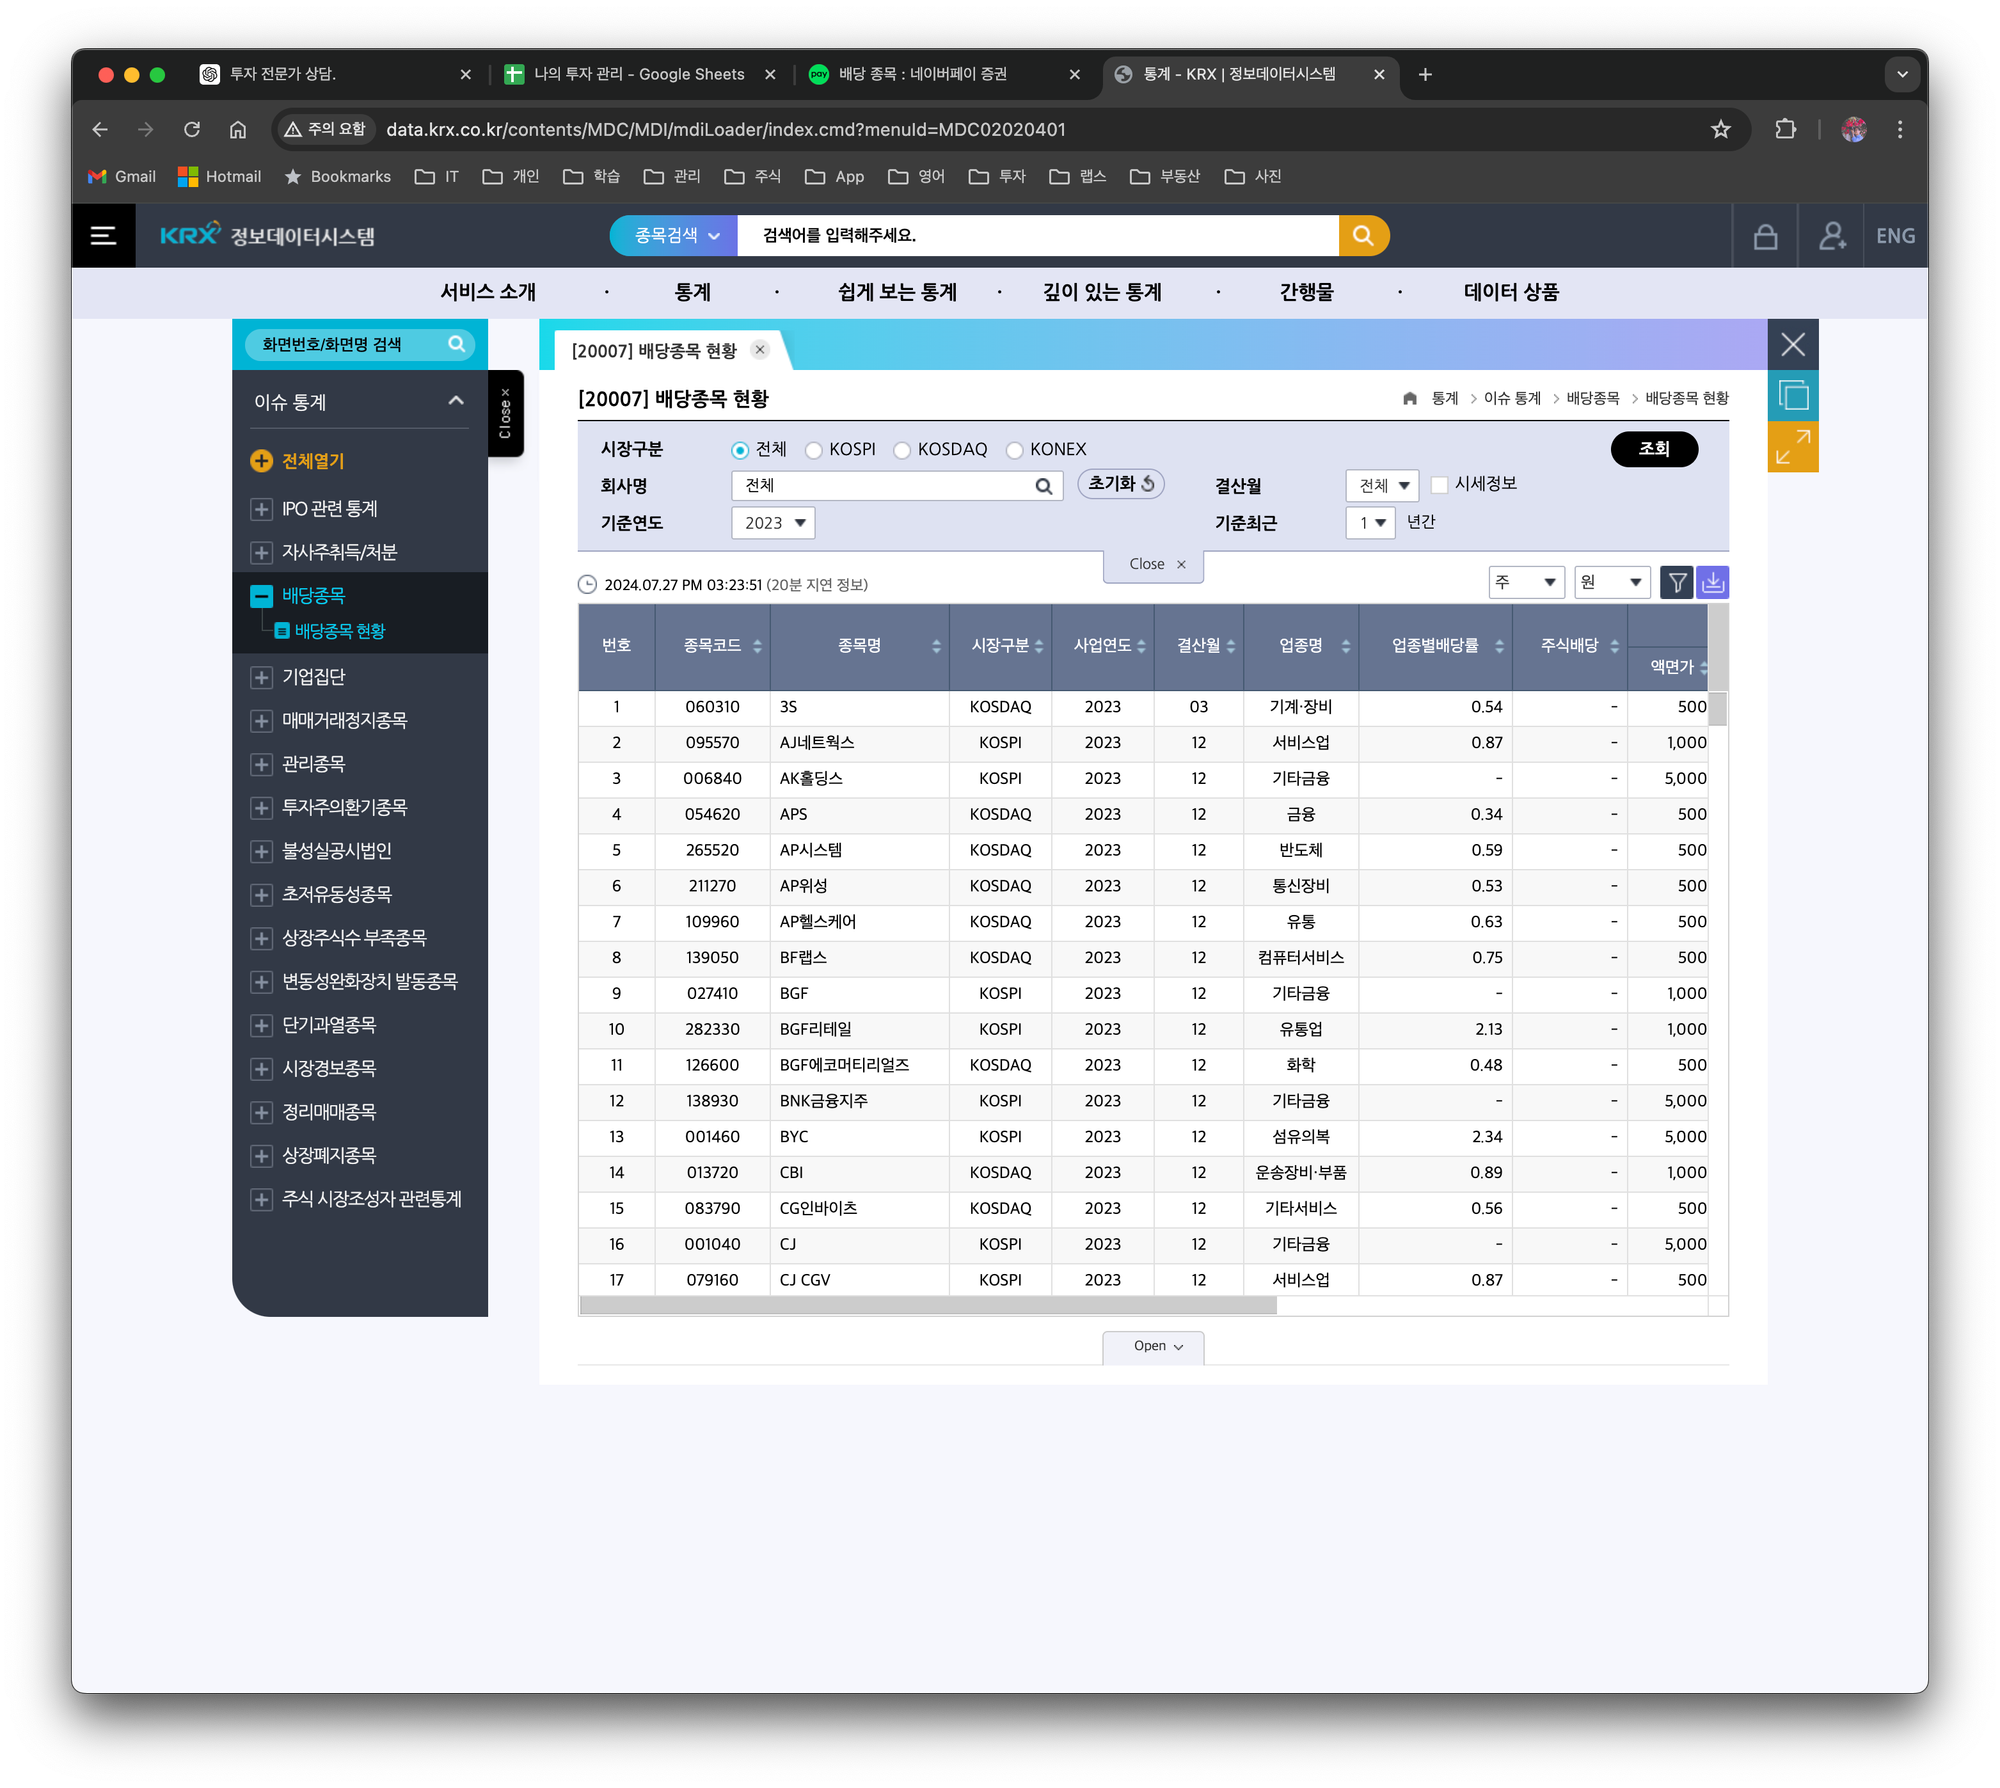 투자 전문가 상담.
나의 투자 관리 - Google Sheets
pay 배당 종목 : 네이버페이 증권
통계 - KRX | 정보데이터시스템
주의 요함 data.krx.co.kr/contents/MDC/MDI/mdiLoader/index.cmd?menuId=MDC02020401
Gmail Hotmail Bookmarks IT 개인 학습 관리 주식 App 영어 투자 랩스 부동산 사진
KRX 정보데이터시스템
종목검색 검색어를 입력해주세요. ENG
서비스 소개 · 통계 · 쉽게 보는 통계 · 깊이 있는 통계 · 간행물 · 데이터 상품
화면번호/화면명 검색
Close ×
이슈 통계
전체열기
IPO 관련 통계
자사주취득/처분
배당종목
배당종목 현황
기업집단
매매거래정지종목
관리종목
투자주의환기종목
불성실공시법인
초저유동성종목
상장주식수 부족종목
변동성완화장치 발동종목
단기과열종목
시장경보종목
정리매매종목
상장폐지종목
주식 시장조성자 관련통계
[20007] 배당종목 현황
[20007] 배당종목 현황 통계 > 이슈 통계 > 배당종목 > 배당종목 현황
시장구분 전체 KOSPI KOSDAQ KONEX 조회
회사명 전체 초기화 결산월 전체 시세정보
기준연도 2023 기준최근 1 년간
Close ×
2024.07.27 PM 03:23:51 (20분 지연 정보) 주 원
번호 종목코드 종목명 시장구분 사업연도 결산월 업종명 업종별배당률 주식배당 액면가
1 060310 3S KOSDAQ 2023 03 기계·장비 0.54 - 500
2 095570 AJ네트웍스 KOSPI 2023 12 서비스업 0.87 - 1,000
3 006840 AK홀딩스 KOSPI 2023 12 기타금융 - - 5,000
4 054620 APS KOSDAQ 2023 12 금융 0.34 - 500
5 265520 AP시스템 KOSDAQ 2023 12 반도체 0.59 - 500
6 211270 AP위성 KOSDAQ 2023 12 통신장비 0.53 - 500
7 109960 AP헬스케어 KOSDAQ 2023 12 유통 0.63 - 500
8 139050 BF랩스 KOSDAQ 2023 12 컴퓨터서비스 0.75 - 500
9 027410 BGF KOSPI 2023 12 기타금융 - - 1,000
10 282330 BGF리테일 KOSPI 2023 12 유통업 2.13 - 1,000
11 126600 BGF에코머티리얼즈 KOSDAQ 2023 12 화학 0.48 - 500
12 138930 BNK금융지주 KOSPI 2023 12 기타금융 - - 5,000
13 001460 BYC KOSPI 2023 12 섬유의복 2.34 - 5,000
14 013720 CBI KOSDAQ 2023 12 운송장비·부품 0.89 - 1,000
15 083790 CG인바이츠 KOSDAQ 2023 12 기타서비스 0.56 - 500
16 001040 CJ KOSPI 2023 12 기타금융 - - 5,000
17 079160 CJ CGV KOSPI 2023 12 서비스업 0.87 - 500
Open